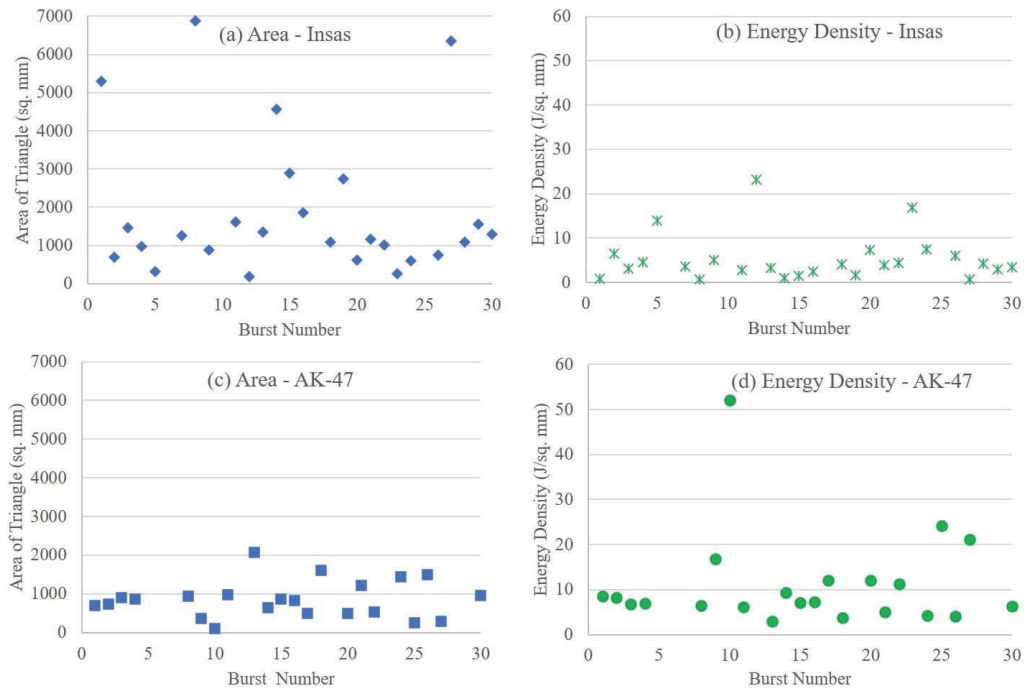 (a) Area - Insas
Area of Triangle (sq. mm)
7000
6000
5000
4000
3000
2000
1000
0
0 5 10 15 20 25 30
Burst Number
(b) Energy Density - Insas
Energy Density (J/sq. mm)
60
50
40
30
20
10
0
0 5 10 15 20 25 30
Burst Number
(c) Area - AK-47
Area of Triangle (sq. mm)
7000
6000
5000
4000
3000
2000
1000
0
0 5 10 15 20 25 30
Burst Number
(d) Energy Density - AK-47
Energy Density (J/sq. mm)
60
50
40
30
20
10
0
0 5 10 15 20 25 30
Burst Number